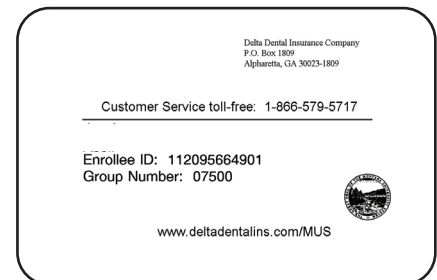 Delta Dental Insurance Company
P.O. Box 1809
Alpharetta, GA 30023-1809
Customer Service toll-free: 1-866-579-5717
Enrollee ID: 112095664901
Group Number: 07500
www.deltadentalins.com/MUS